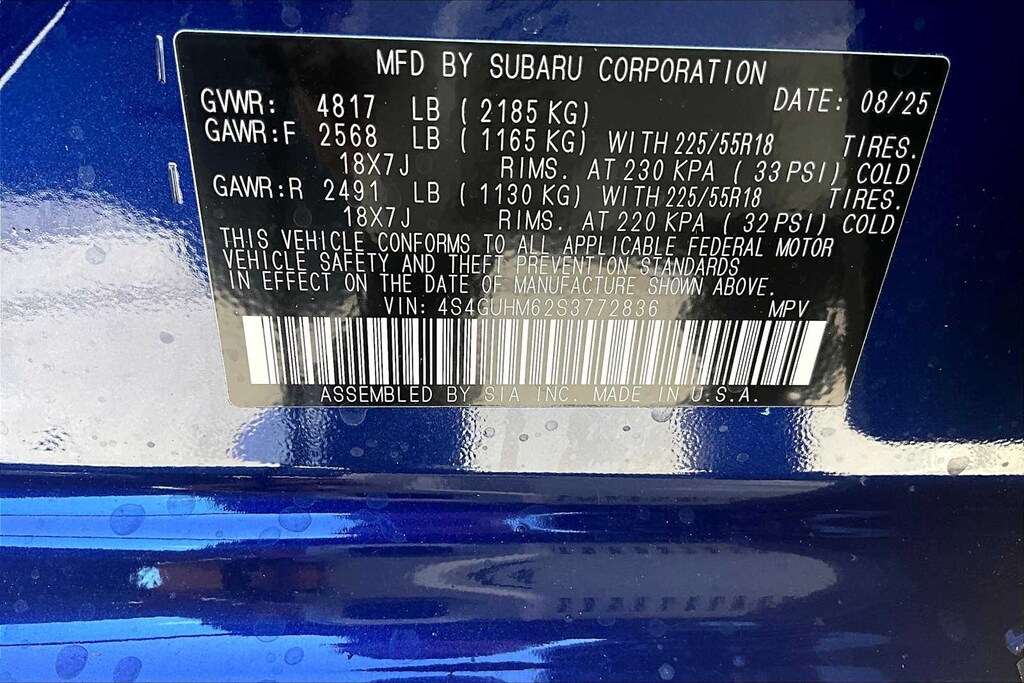 MFD BY SUBARU CORPORATION
GVWR: 4817 LB ( 2185 KG) DATE: 08/25
GAWR:F 2568 LB ( 1165 KG) WITH 225/55R18 TIRES.
18X7J RIMS. AT 230 KPA ( 33 PSI) COLD
GAWR:R 2491 LB ( 1130 KG) WITH 225/55R18 TIRES.
18X7J RIMS. AT 220 KPA ( 32 PSI) COLD
THIS VEHICLE CONFORMS TO ALL APPLICABLE FEDERAL MOTOR
VEHICLE SAFETY AND THEFT PREVENTION STANDARDS
IN EFFECT ON THE DATE OF MANUFACTURE SHOWN ABOVE.
VIN: 4S4GUHM62S3772836 MPV
ASSEMBLED BY SIA INC. MADE IN U.S.A.